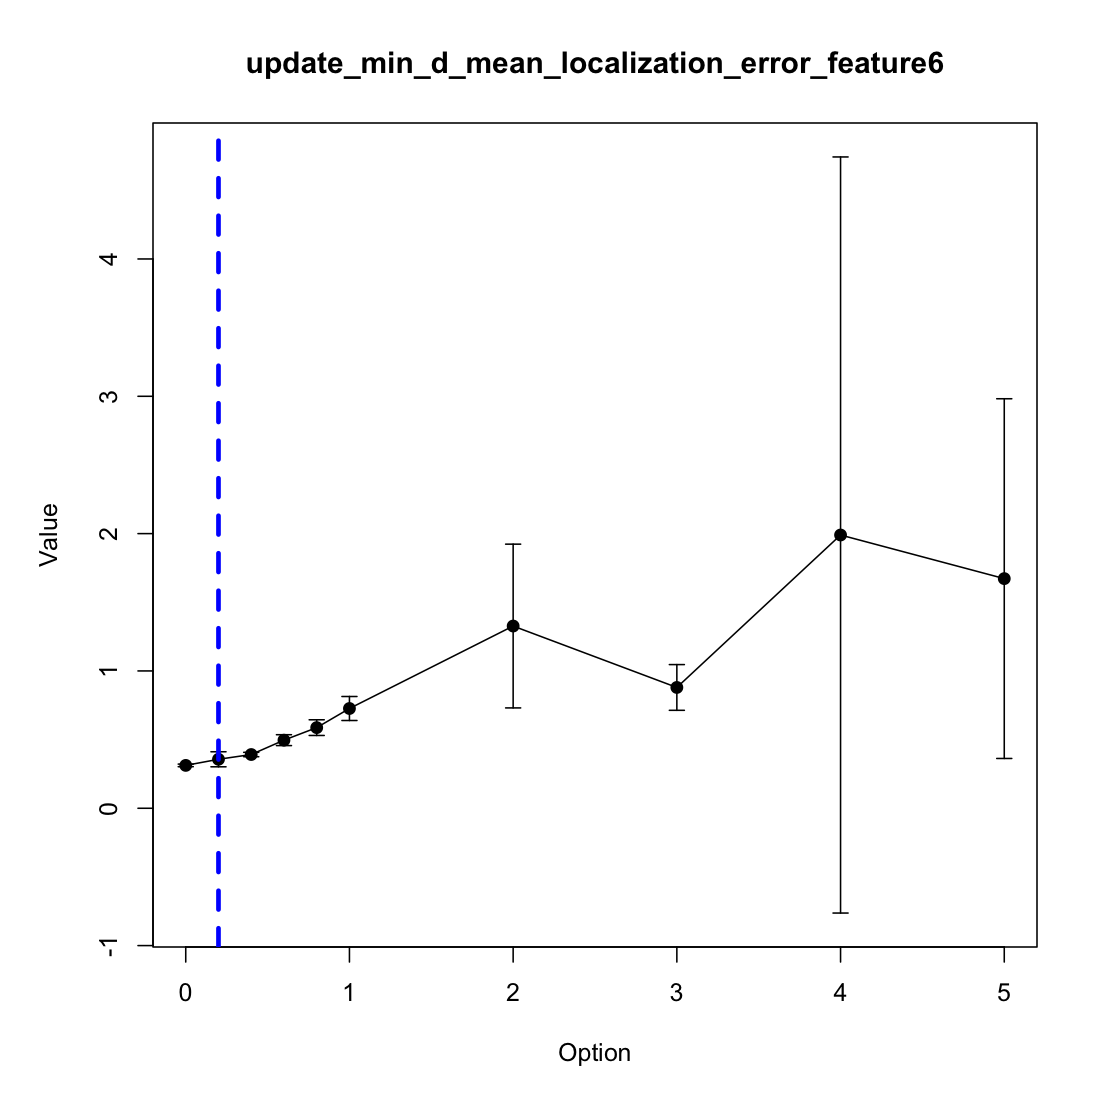 update_min_d_mean_localization_error_feature6
4
3
2
1
0
-1
Value
0 1 2 3 4 5
Option